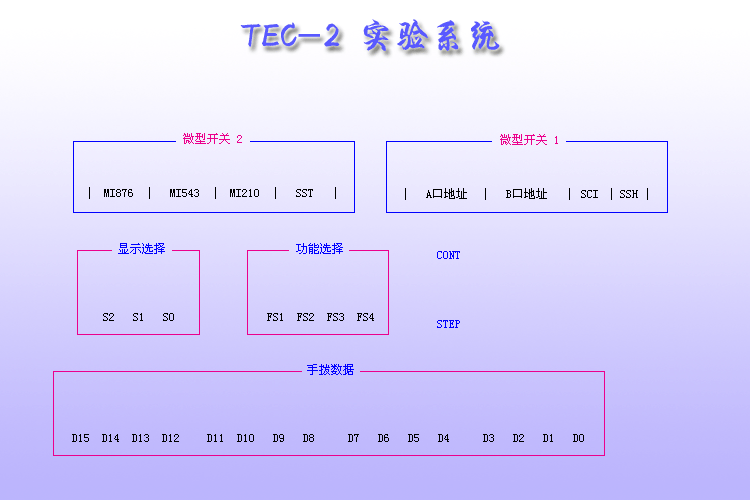 TEC-2 实验系统
微型开关 2 微型开关 1
| MI876 | MI543 | MI210 | SST | | A口地址 | B口地址 | SCI | SSH |
显示选择 功能选择 CONT
S2 S1 S0 FS1 FS2 FS3 FS4 STEP
手拨数据
D15 D14 D13 D12 D11 D10 D9 D8 D7 D6 D5 D4 D3 D2 D1 D0